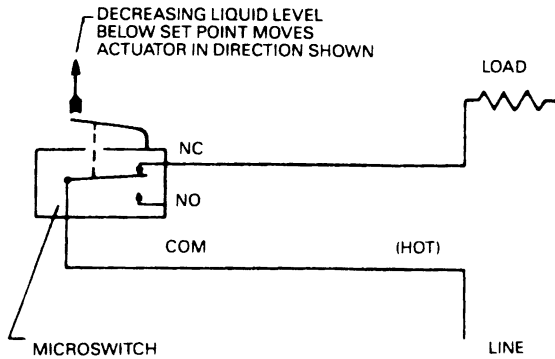 DECREASING LIQUID LEVEL
BELOW SET POINT MOVES
ACTUATOR IN DIRECTION SHOWN
LOAD
NC
NO
COM
(HOT)
MICROSWITCH
LINE